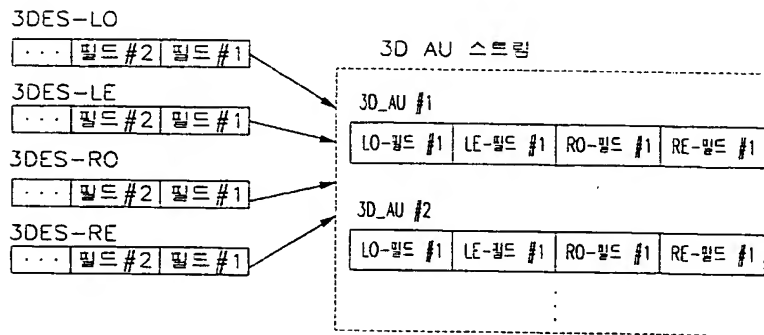 3DES-LO
··· 필드 #2 필드 #1
3DES-LE
··· 필드 #2 필드 #1
3DES-RO
··· 필드 #2 필드 #1
3DES-RE
··· 필드 #2 필드 #1
3D AU 스트림
3D_AU #1
LO-필드 #1 LE-필드 #1 RO-필드 #1 RE-필드 #1
3D_AU #2
LO-필드 #1 LE-필드 #1 RO-필드 #1 RE-필드 #1